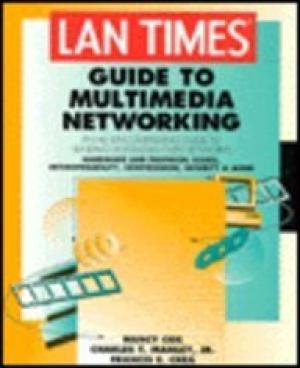 LAN TIMES
GUIDE TO
MULTIMEDIA
NETWORKING
HARDWARE AND PROTOCOL ISSUES,
INTEROPERABILITY, COMPRESSION, SECURITY & MORE
NANCY COX
CHARLES T. MANLEY, JR.
FRANCIS E. CHEA